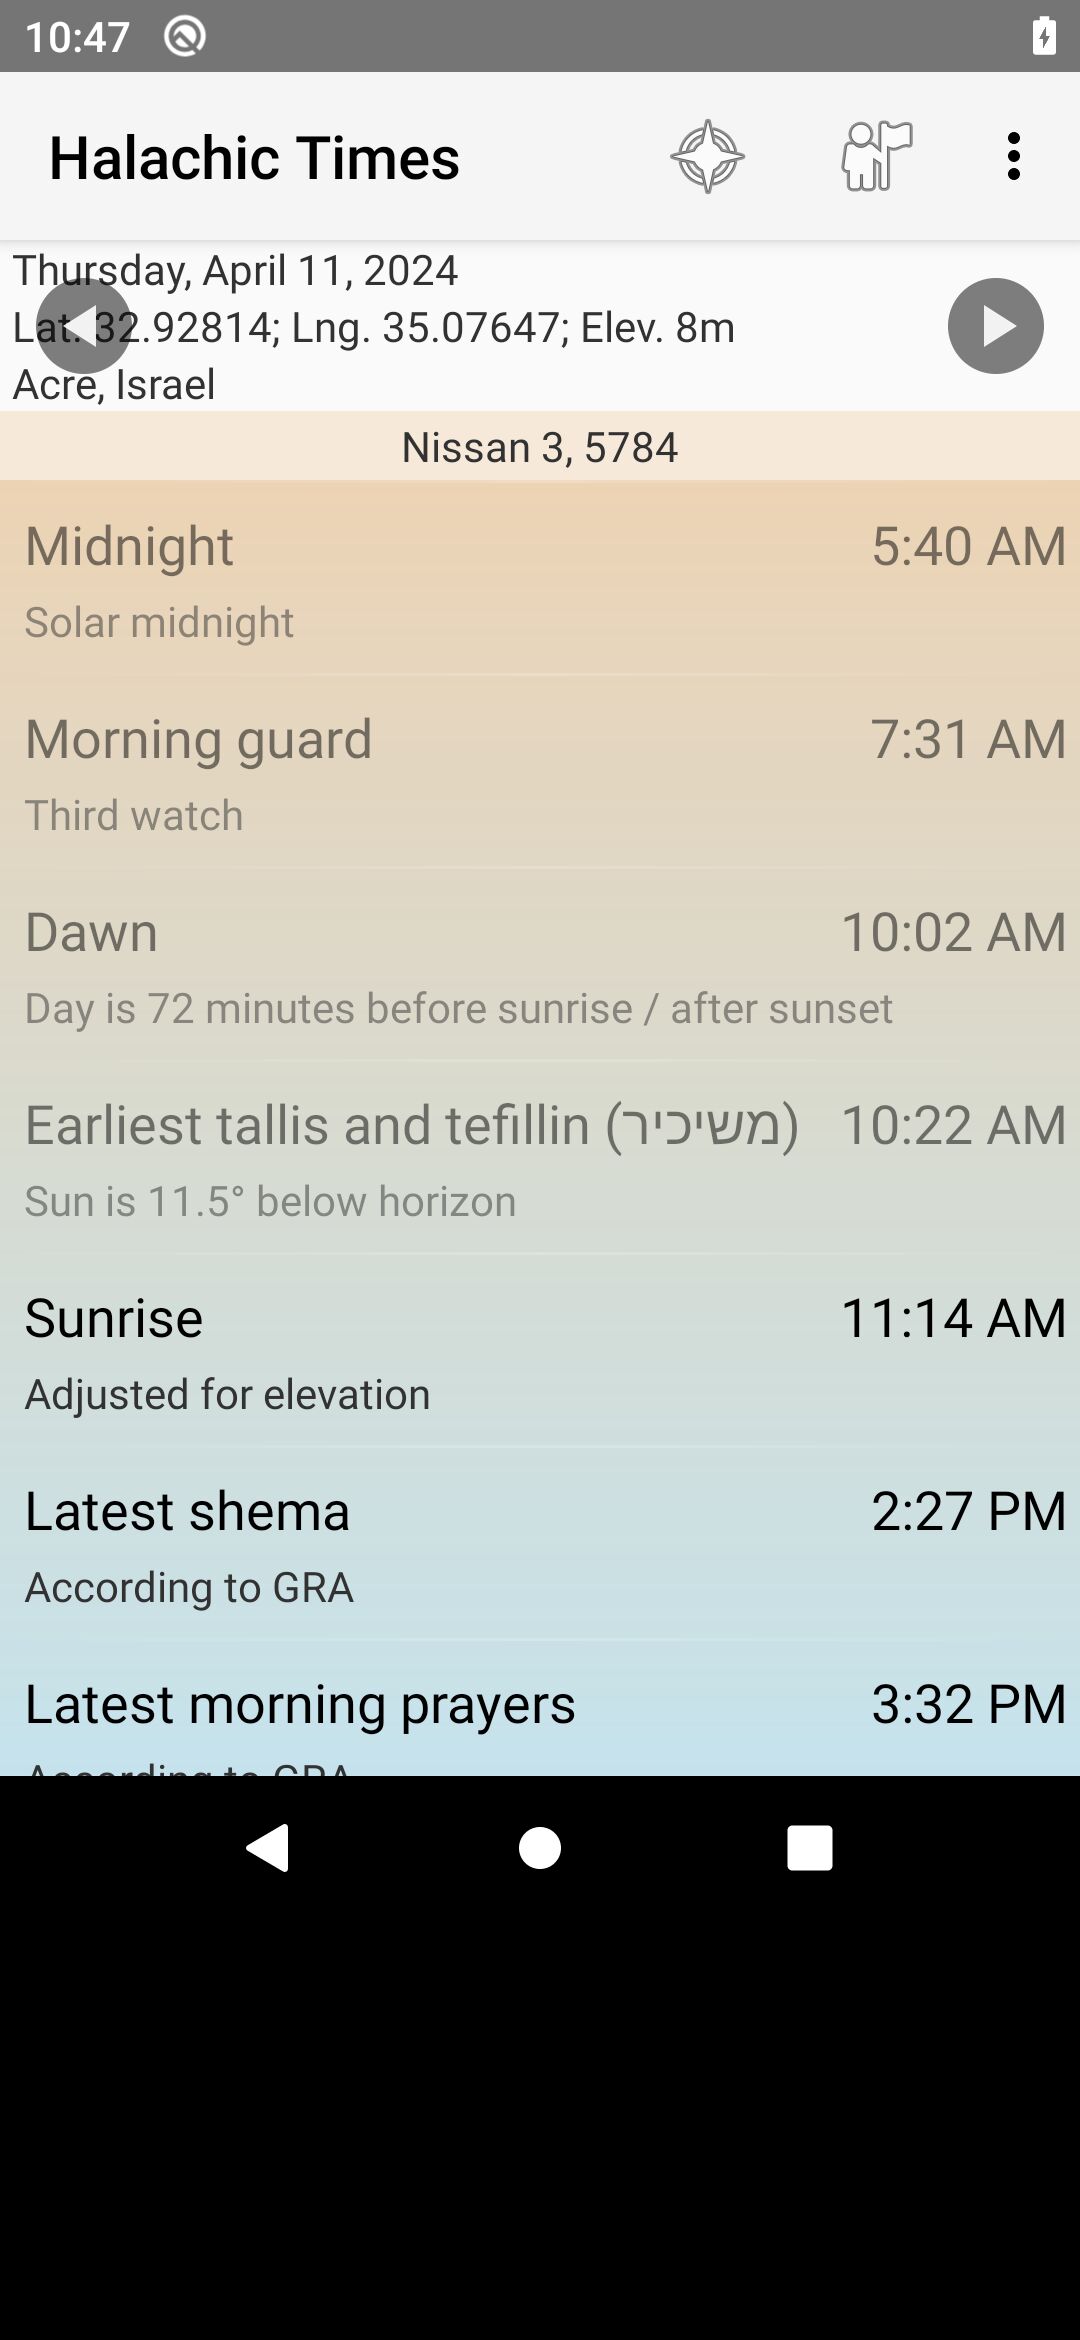 10:47
Halachic Times
Thursday, April 11, 2024
Lat. 32.92814; Lng. 35.07647; Elev. 8m
Acre, Israel
Nissan 3, 5784
Midnight 5:40 AM
Solar midnight
Morning guard 7:31 AM
Third watch
Dawn 10:02 AM
Day is 72 minutes before sunrise / after sunset
Earliest tallis and tefillin (משיכיר) 10:22 AM
Sun is 11.5° below horizon
Sunrise 11:14 AM
Adjusted for elevation
Latest shema 2:27 PM
According to GRA
Latest morning prayers 3:32 PM
According to GRA